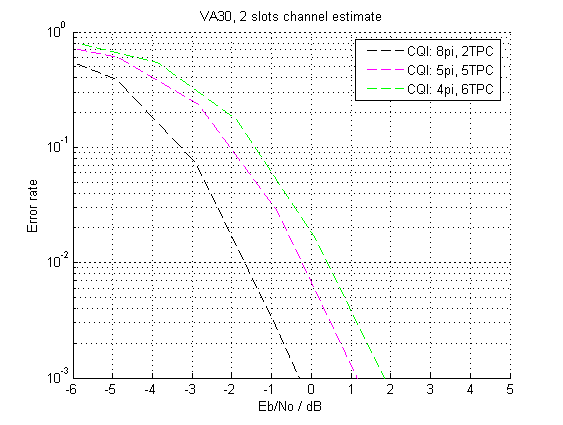 VA30, 2 slots channel estimate
CQI: 8pi, 2TPC
CQI: 5pi, 5TPC
CQI: 4pi, 6TPC
10^0
10^-1
10^-2
10^-3
Error rate
-6 -5 -4 -3 -2 -1 0 1 2 3 4 5
Eb/No / dB